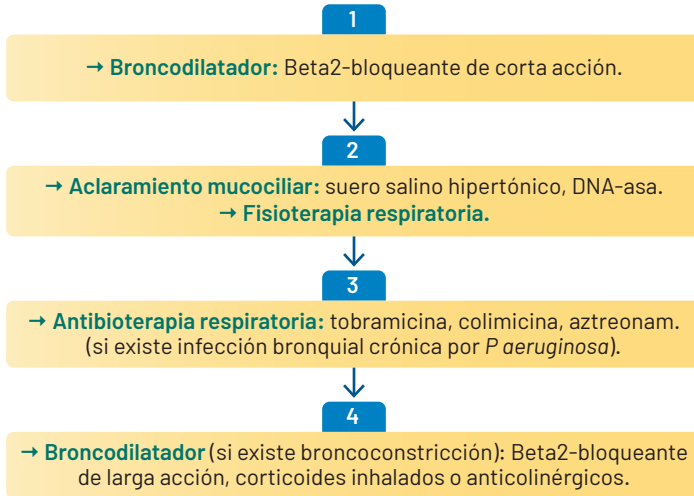 1
→ Broncodilatador: Beta2-bloqueante de corta acción.
2
→ Aclaramiento mucociliar: suero salino hipertónico, DNA-asa.
→ Fisioterapia respiratoria.
3
→ Antibioterapia respiratoria: tobramicina, colimicina, aztreonam.
(si existe infección bronquial crónica por P aeruginosa).
4
→ Broncodilatador (si existe broncoconstricción): Beta2-bloqueante
de larga acción, corticoides inhalados o anticolinérgicos.